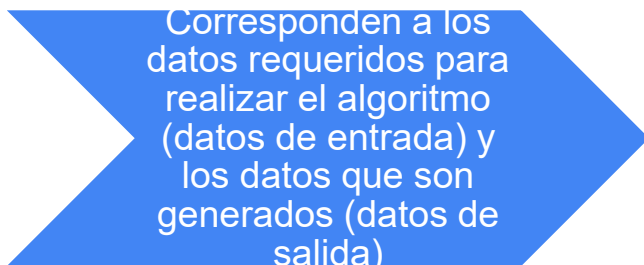 Corresponden a los
datos requeridos para
realizar el algoritmo
(datos de entrada) y
los datos que son
generados (datos de
salida)